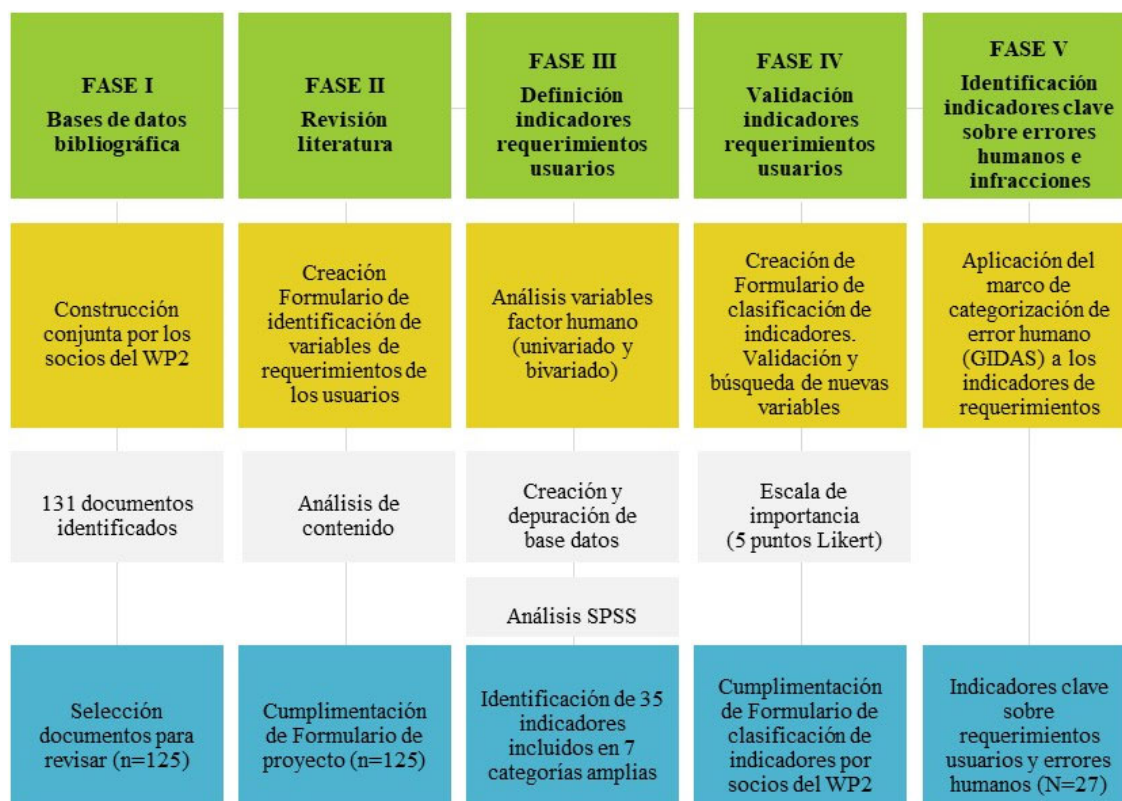 FASE I
Bases de datos
bibliográfica
FASE II
Revisión
literatura
FASE III
Definición
indicadores
requerimientos
usuarios
FASE IV
Validación
indicadores
requerimientos
usuarios
FASE V
Identificación
indicadores clave
sobre errores
humanos e
infracciones
Construcción
conjunta por los
socios del WP2
Creación
Formulario de
identificación de
variables de
requerimientos de
los usuarios
Análisis variables
factor humano
(univariado y
bivariado)
Creación de
Formulario de
clasificación de
indicadores.
Validación y
búsqueda de nuevas
variables
Aplicación del
marco de
categorización de
error humano
(GIDAS) a los
indicadores de
requerimientos
131 documentos
identificados
Análisis de
contenido
Creación y
depuración de
base datos
Escala de
importancia
(5 puntos Likert)
Análisis SPSS
Selección
documentos para
revisar (n=125)
Cumplimentación
de Formulario de
proyecto (n=125)
Identificación de 35
indicadores
incluidos en 7
categorías amplias
Cumplimentación
de Formulario de
clasificación de
indicadores por
socios del WP2
Indicadores clave
sobre
requerimientos
usuarios y errores
humanos (N=27)